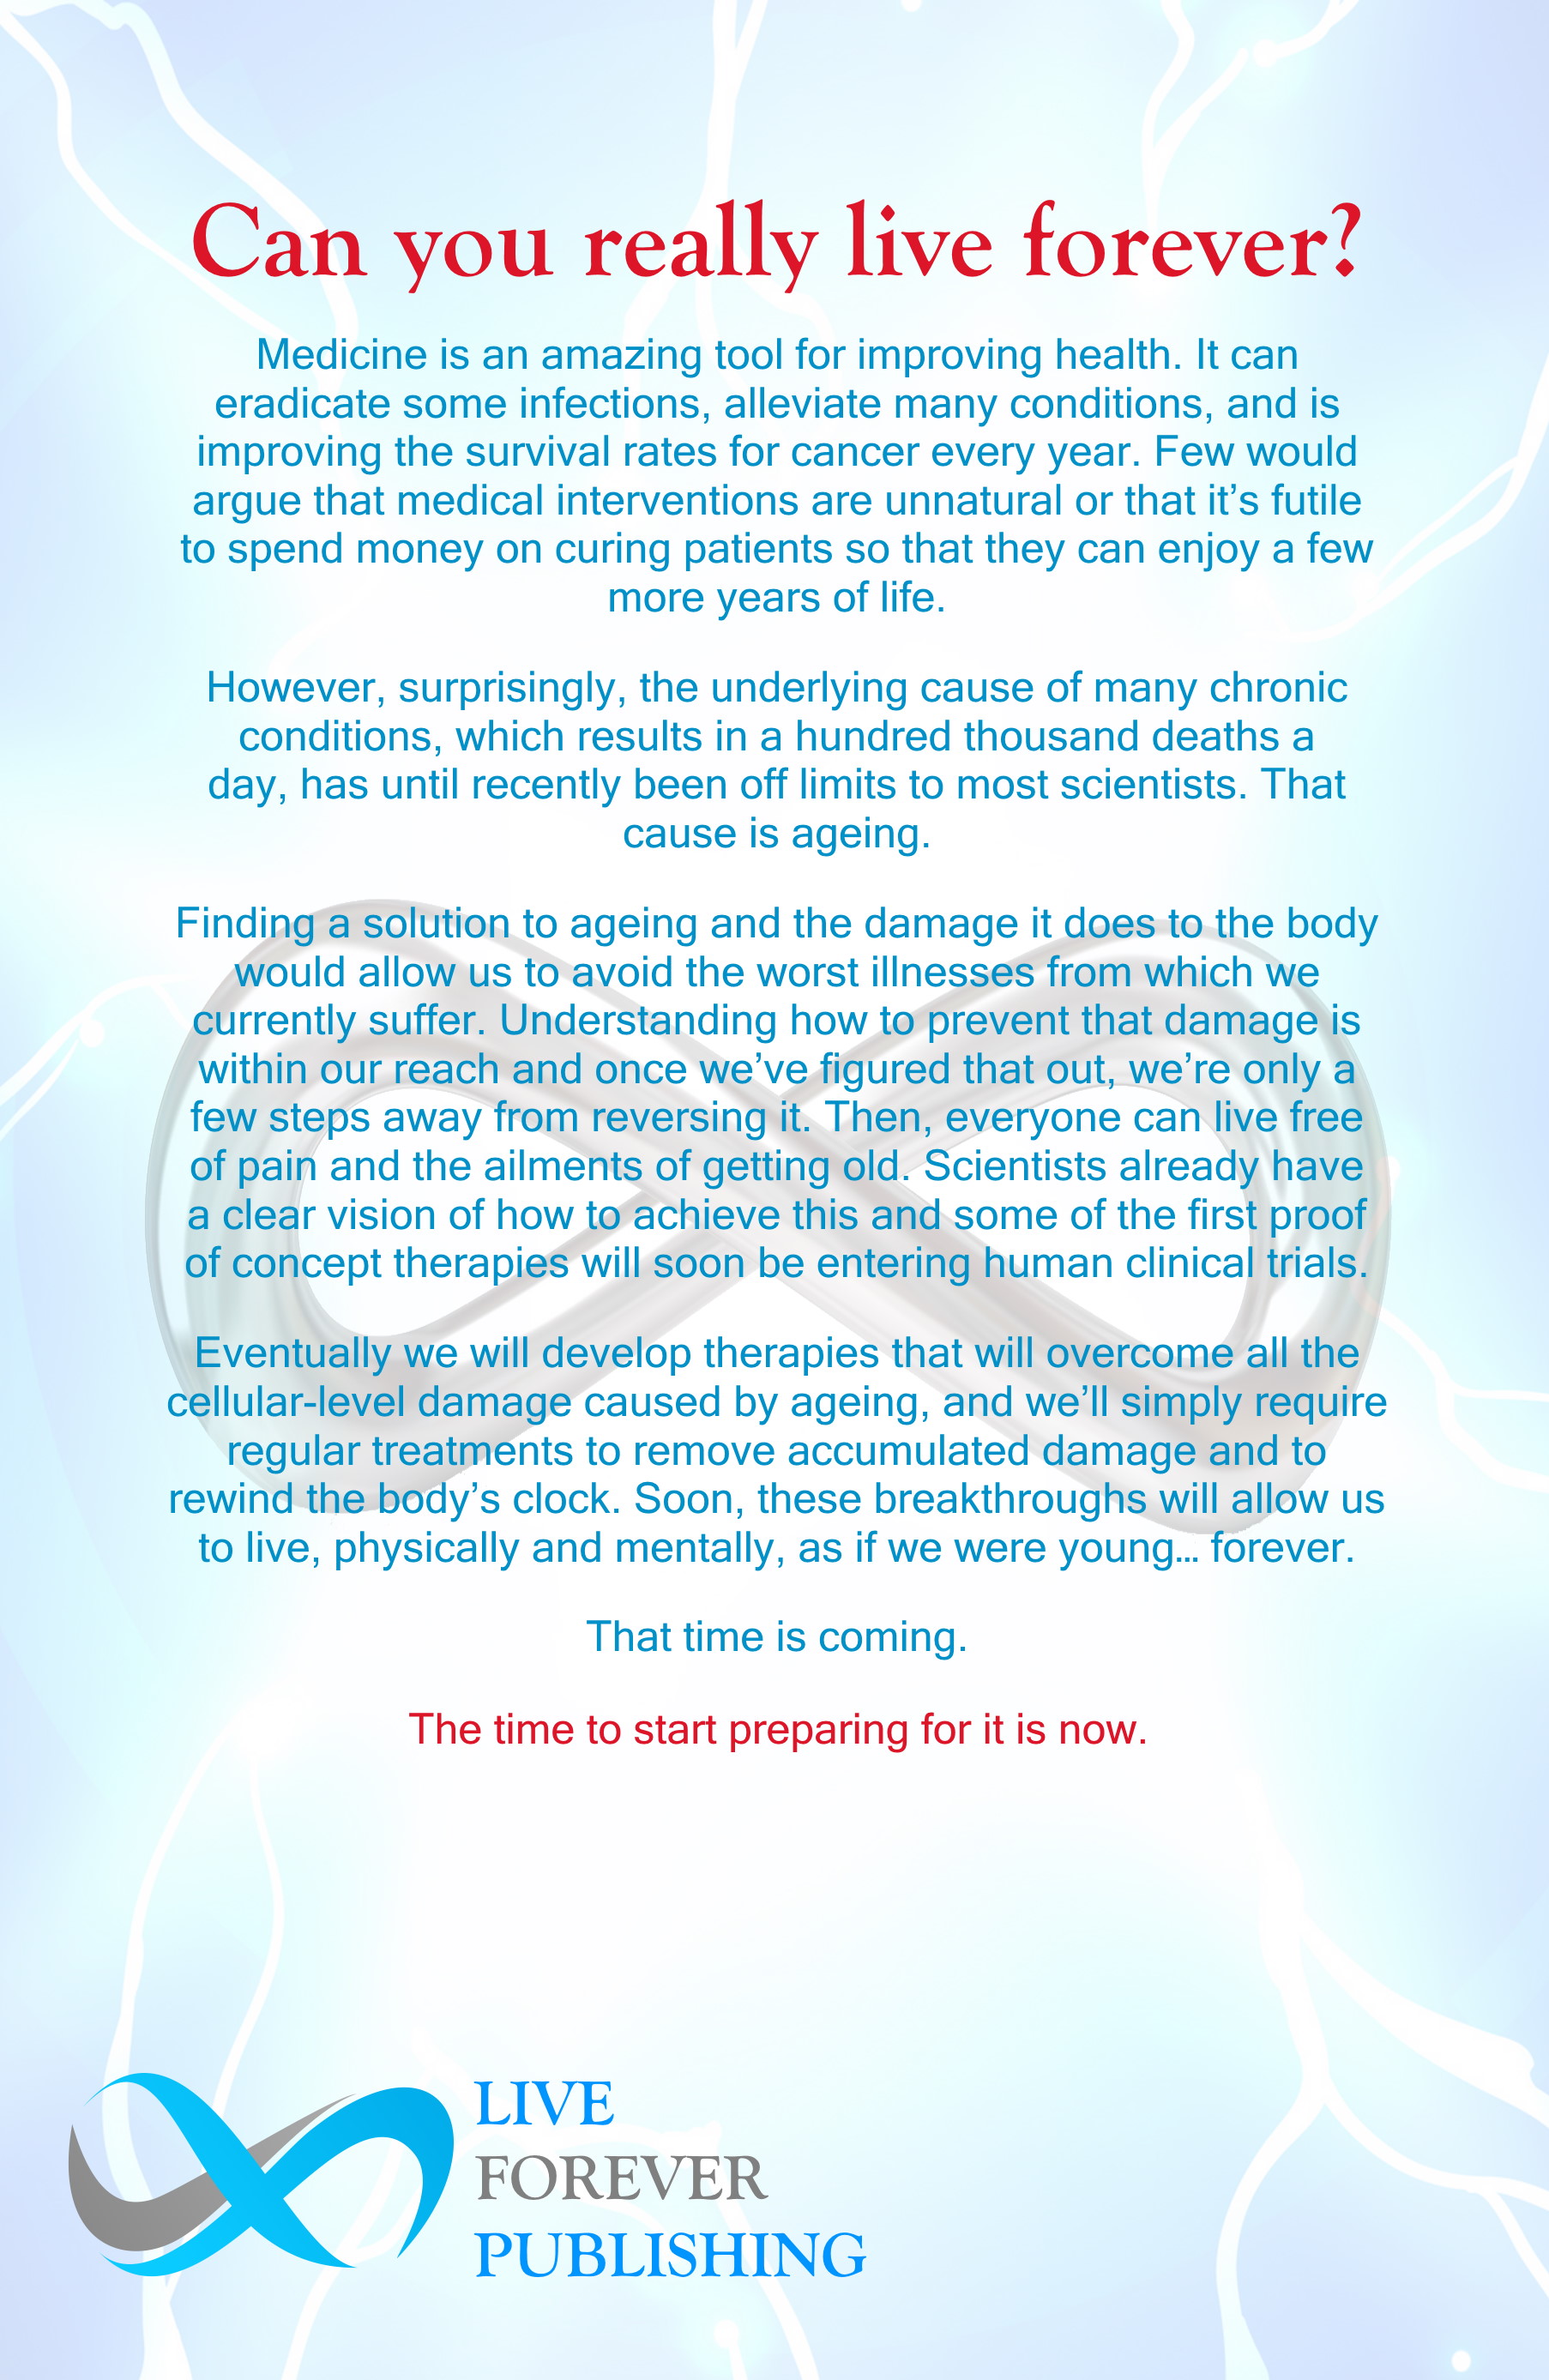 Can you really live forever?
Medicine is an amazing tool for improving health. It can
eradicate some infections, alleviate many conditions, and is
improving the survival rates for cancer every year. Few would
argue that medical interventions are unnatural or that it’s futile
to spend money on curing patients so that they can enjoy a few
more years of life.
However, surprisingly, the underlying cause of many chronic
conditions, which results in a hundred thousand deaths a
day, has until recently been off limits to most scientists. That
cause is ageing.
Finding a solution to ageing and the damage it does to the body
would allow us to avoid the worst illnesses from which we
currently suffer. Understanding how to prevent that damage is
within our reach and once we’ve figured that out, we’re only a
few steps away from reversing it. Then, everyone can live free
of pain and the ailments of getting old. Scientists already have
a clear vision of how to achieve this and some of the first proof
of concept therapies will soon be entering human clinical trials.
Eventually we will develop therapies that will overcome all the
cellular-level damage caused by ageing, and we’ll simply require
regular treatments to remove accumulated damage and to
rewind the body’s clock. Soon, these breakthroughs will allow us
to live, physically and mentally, as if we were young… forever.
That time is coming.
The time to start preparing for it is now.
LIVE
FOREVER
PUBLISHING